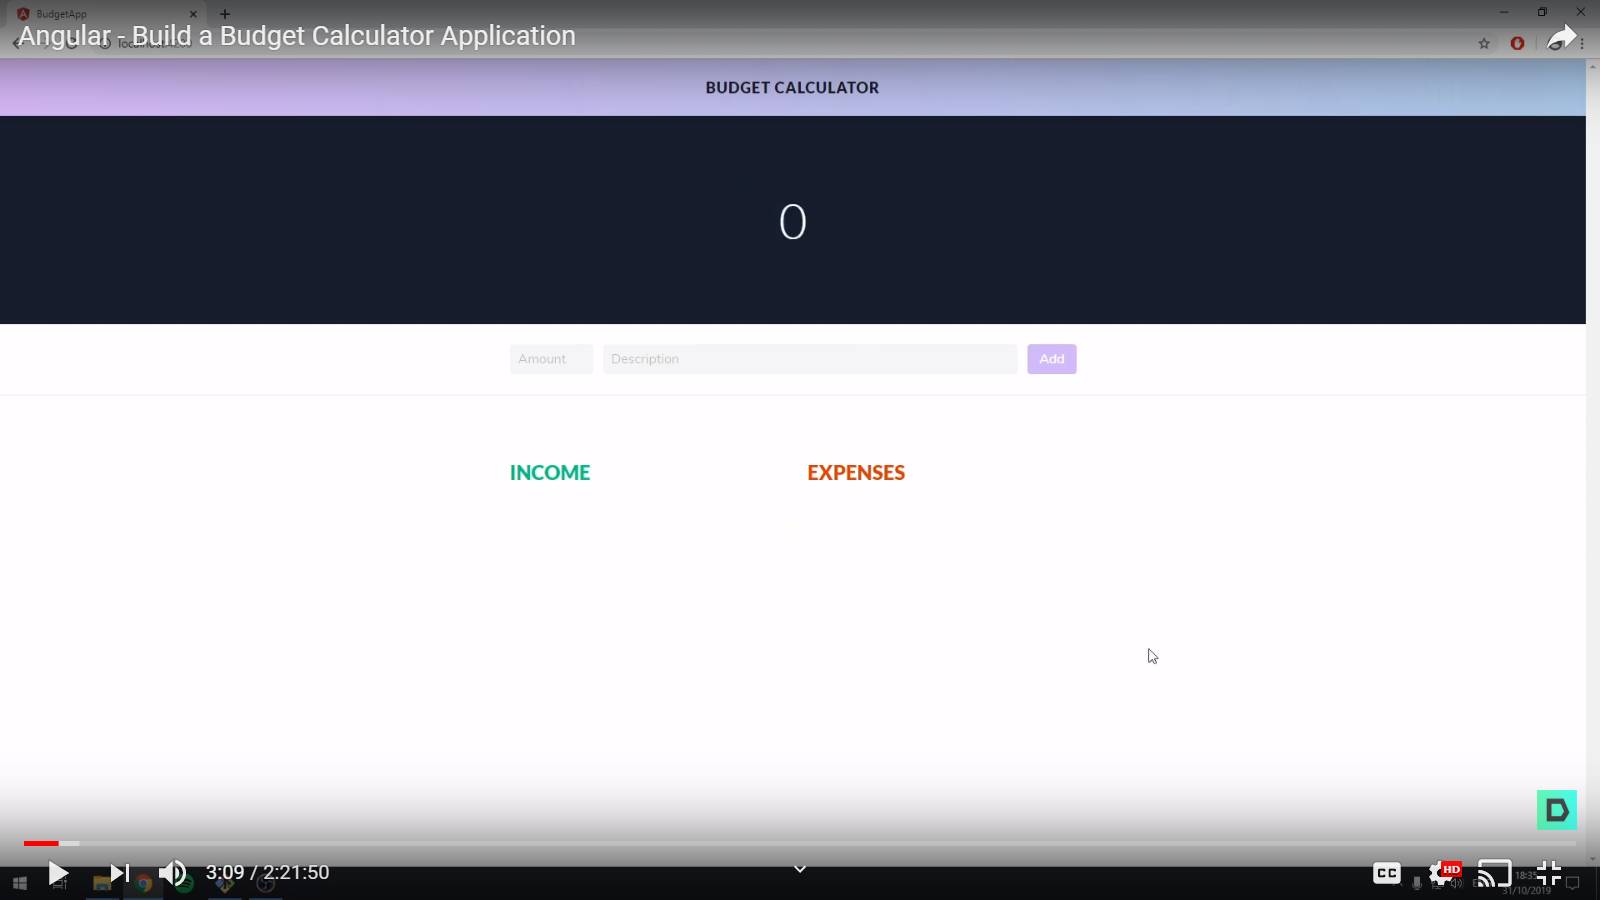 BudgetApp
Angular - Build a Budget Calculator Application
BUDGET CALCULATOR
0
Amount
Description
Add
INCOME
EXPENSES
3:09 / 2:21:50
CC
HD
18:35
31/10/2019